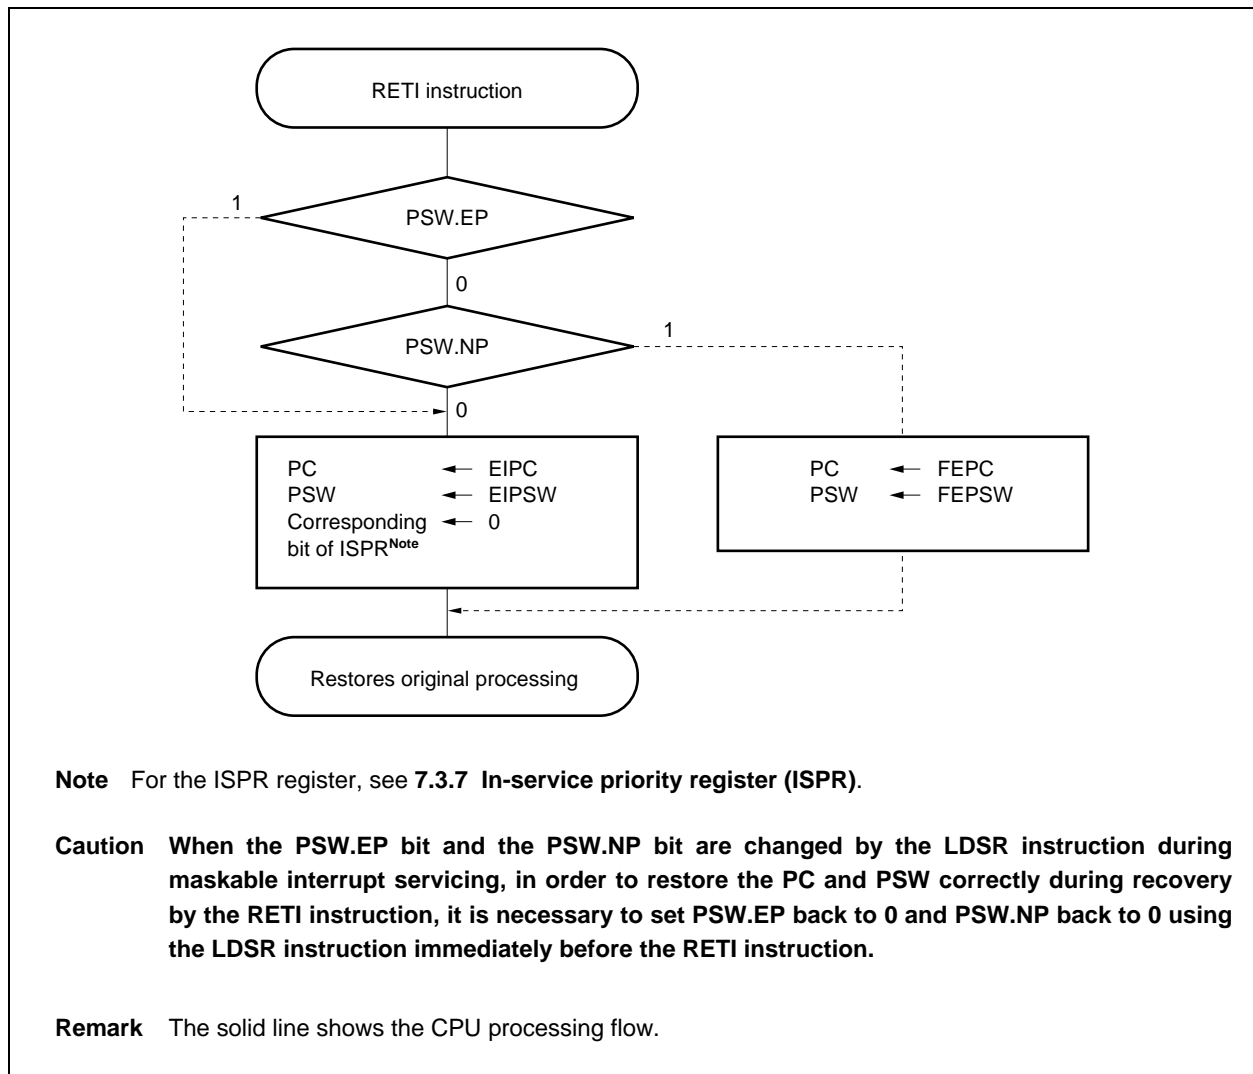 RETI instruction
1
PSW.EP
0
PSW.NP
1
0
PC ← EIPC
PSW ← EIPSW
Corresponding ← 0
bit of ISPRNote
PC ← FEPC
PSW ← FEPSW
Restores original processing
Note For the ISPR register, see 7.3.7 In-service priority register (ISPR).
Caution When the PSW.EP bit and the PSW.NP bit are changed by the LDSR instruction during
maskable interrupt servicing, in order to restore the PC and PSW correctly during recovery
by the RETI instruction, it is necessary to set PSW.EP back to 0 and PSW.NP back to 0 using
the LDSR instruction immediately before the RETI instruction.
Remark The solid line shows the CPU processing flow.